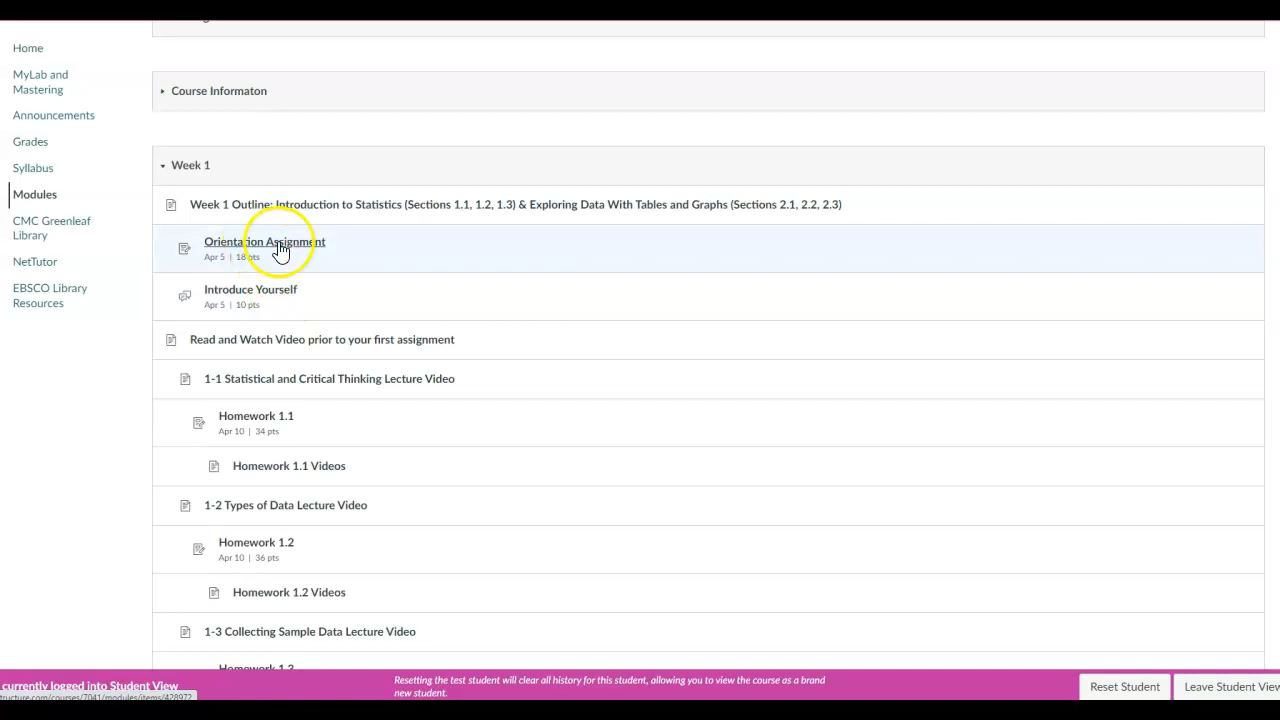 Home
MyLab and
Mastering
Announcements
Grades
Syllabus
Modules
CMC Greenleaf
Library
NetTutor
EBSCO Library
Resources
Course Informaton
Week 1
Week 1 Outline: Introduction to Statistics (Sections 1.1, 1.2, 1.3) & Exploring Data With Tables and Graphs (Sections 2.1, 2.2, 2.3)
Orientation Assignment
Apr 5 | 18 pts
Introduce Yourself
Apr 5 | 10 pts
Read and Watch Video prior to your first assignment
1-1 Statistical and Critical Thinking Lecture Video
Homework 1.1
Apr 10 | 34 pts
Homework 1.1 Videos
1-2 Types of Data Lecture Video
Homework 1.2
Apr 10 | 36 pts
Homework 1.2 Videos
1-3 Collecting Sample Data Lecture Video
Homework 1.3
currently logged into Student View
tructure.com/courses/7041/modules/items/428972
Resetting the test student will clear all history for this student, allowing you to view the course as a brand
new student.
Reset Student
Leave Student View